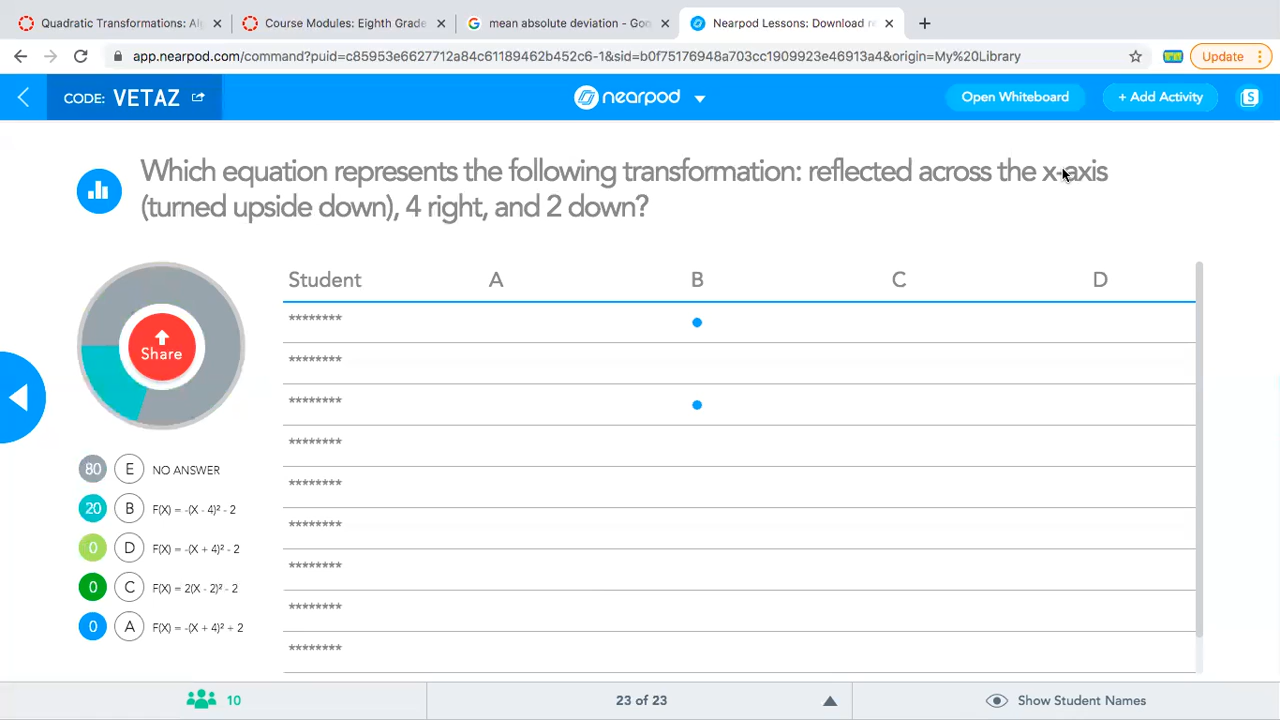 Quadratic Transformations: Al
Course Modules: Eighth Grade
mean absolute deviation - Goo
Nearpod Lessons: Download re
app.nearpod.com/command?puid=c85953e6627712a84c61189462b452c6-1&sid=b0f75176948a703cc1909923e46913a4&origin=My%20Library
Update
CODE: VETAZ
nearpod
Open Whiteboard
+ Add Activity
S
Which equation represents the following transformation: reflected across the x-axis
(turned upside down), 4 right, and 2 down?
Share
Student A B C D
********
********
********
********
********
********
********
********
********
80 E NO ANSWER
20 B F(X) = -(X - 4)² - 2
0 D F(X) = -(X + 4)² - 2
0 C F(X) = 2(X - 2)² - 2
0 A F(X) = -(X + 4)² + 2
10
23 of 23
Show Student Names